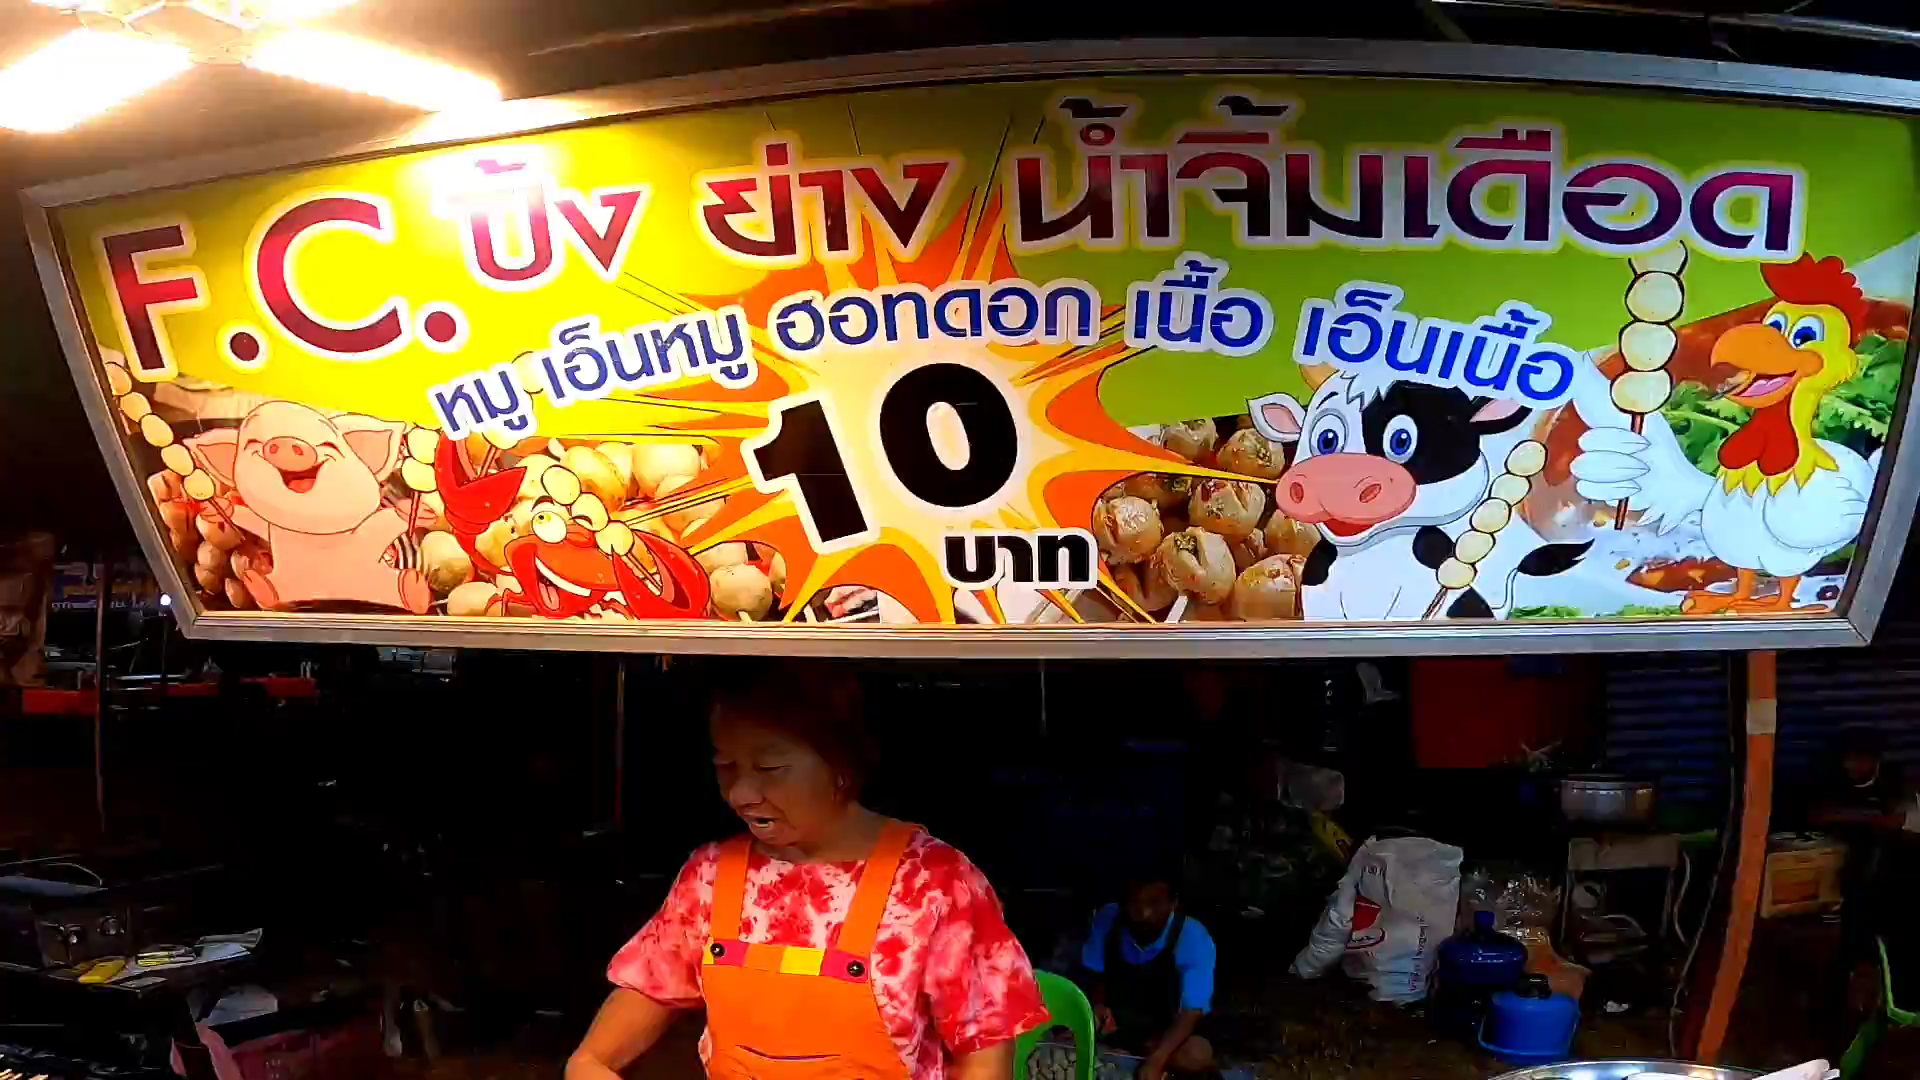 F.C. ปิ้ง ย่าง น้ำจิ้มเดือด
หมู เอ็นหมู ฮอทดอก เนื้อ เอ็นเนื้อ
10
บาท